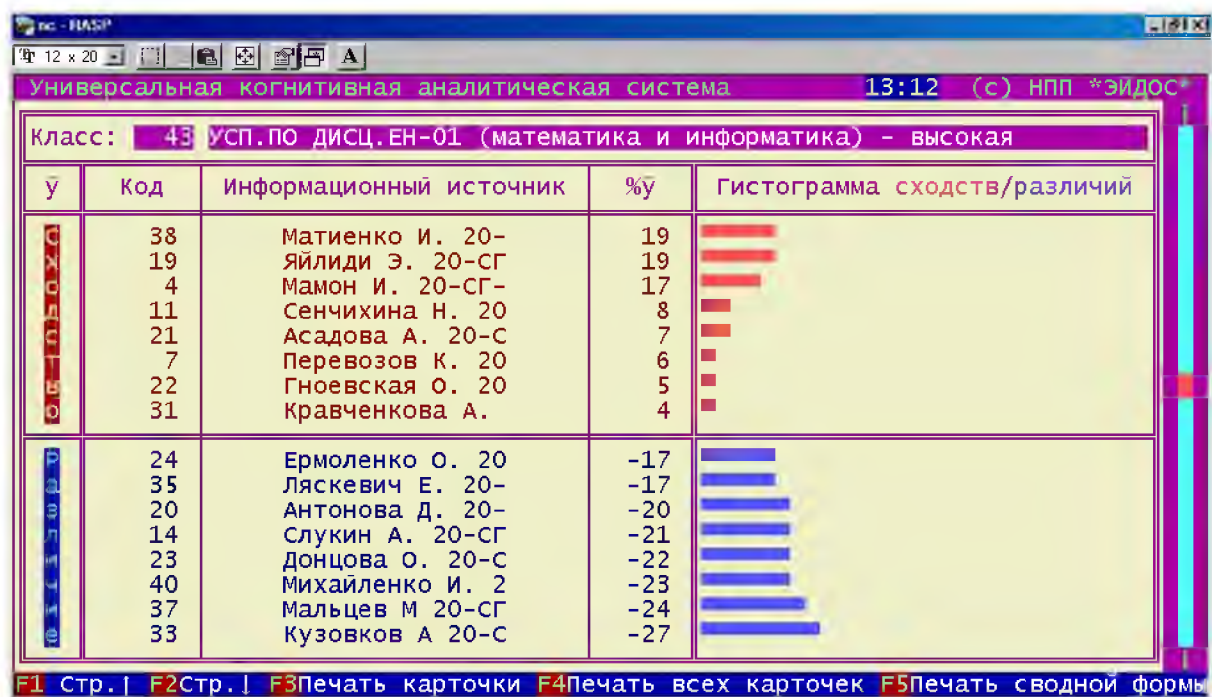 nc - RASP
12 x 20
A
Универсальная когнитивная аналитическая система 13:12 (с) НПП *ЭЙДОС*
Класс: 43 УСП.ПО ДИСЦ.ЕН-01 (математика и информатика) - высокая
У Код Информационный источник %У Гистограмма сходств/различий
Сходство
38 Матиенко И. 20- 19
19 Яйлиди Э. 20-СГ 19
4 Мамон И. 20-СГ- 17
11 Сенчихина Н. 20 8
21 Асадова А. 20-С 7
7 Перевозов К. 20 6
22 Гноевская О. 20 5
31 Кравченкова А. 4
Различие
24 Ермоленко О. 20 -17
35 Ляскевич Е. 20- -17
20 Антонова Д. 20- -20
14 Слукин А. 20-СГ -21
23 Донцова О. 20-С -22
40 Михайленко И. 2 -23
37 Мальцев М 20-СГ -24
33 Кузовков А 20-С -27
F1 Стр.↑ F2Стр.↓ F3Печать карточки F4Печать всех карточек F5Печать сводной формы